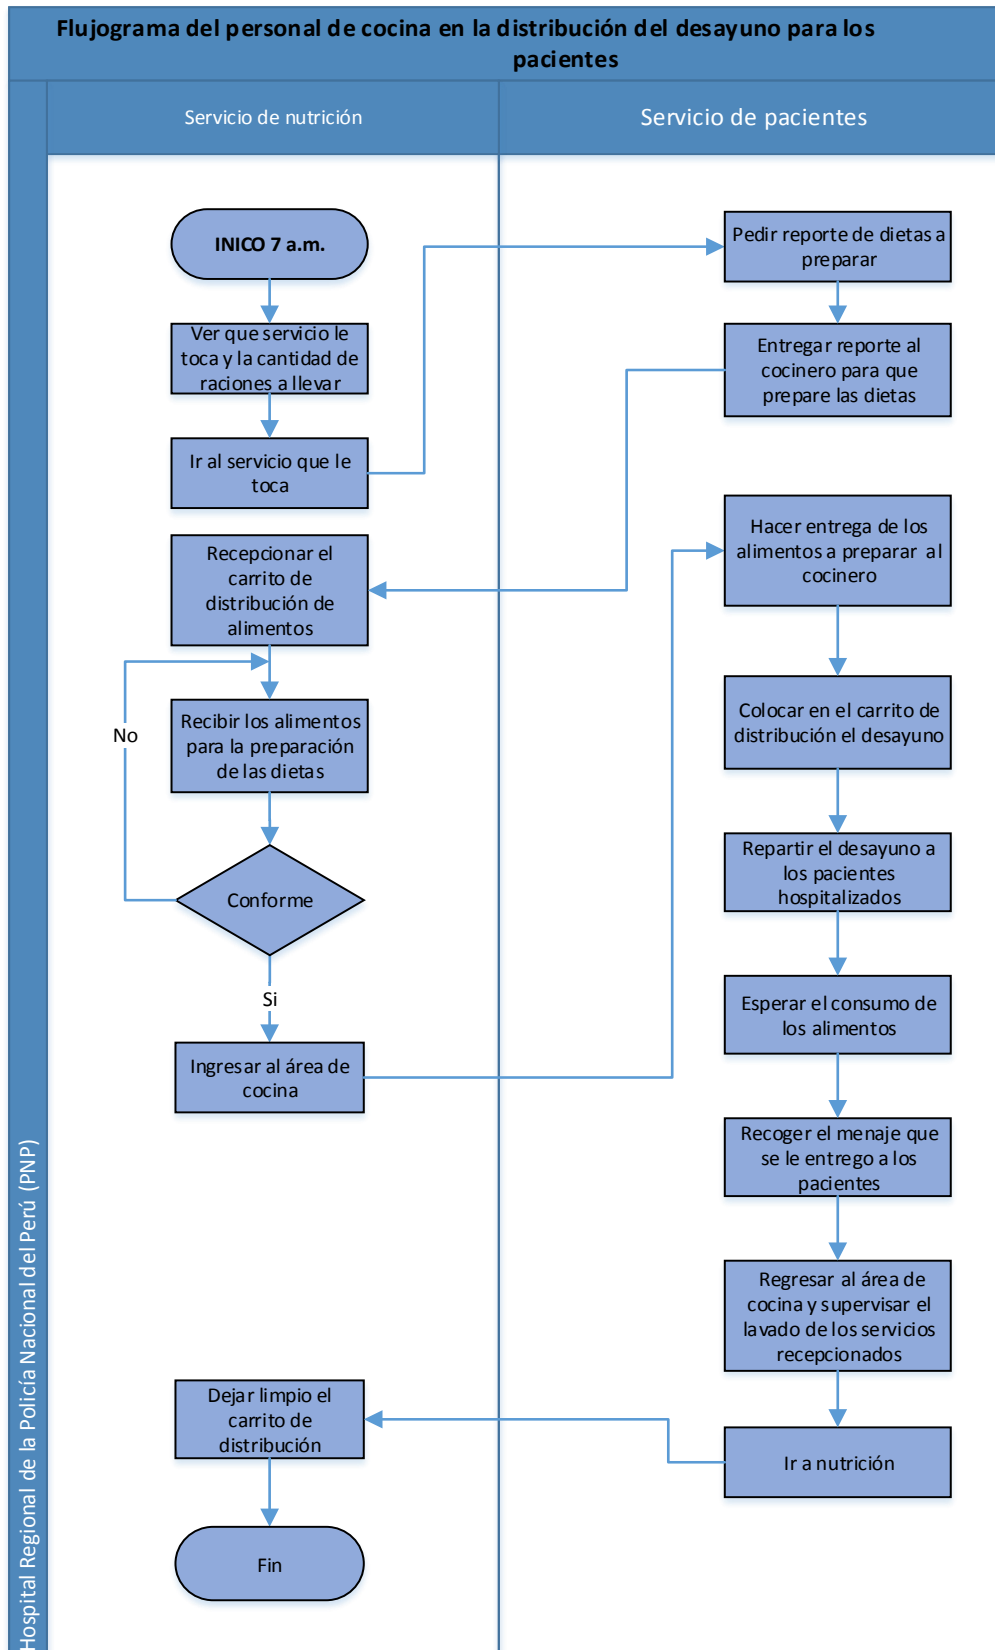 Flujograma del personal de cocina en la distribución del desayuno para los
pacientes
Servicio de nutrición
Servicio de pacientes
Hospital Regional de la Policía Nacional del Perú (PNP)
INICO 7 a.m.
Ver que servicio le
toca y la cantidad de
raciones a llevar
Ir al servicio que le
toca
Pedir reporte de dietas a
preparar
Entregar reporte al
cocinero para que
prepare las dietas
Recepcionar el
carrito de
distribución de
alimentos
No
Recibir los alimentos
para la preparación
de las dietas
Conforme
Si
Ingresar al área de
cocina
Hacer entrega de los
alimentos a preparar al
cocinero
Colocar en el carrito de
distribución el desayuno
Repartir el desayuno a
los pacientes
hospitalizados
Esperar el consumo de
los alimentos
Recoger el menaje que
se le entrego a los
pacientes
Regresar al área de
cocina y supervisar el
lavado de los servicios
recepcionados
Ir a nutrición
Dejar limpio el
carrito de
distribución
Fin